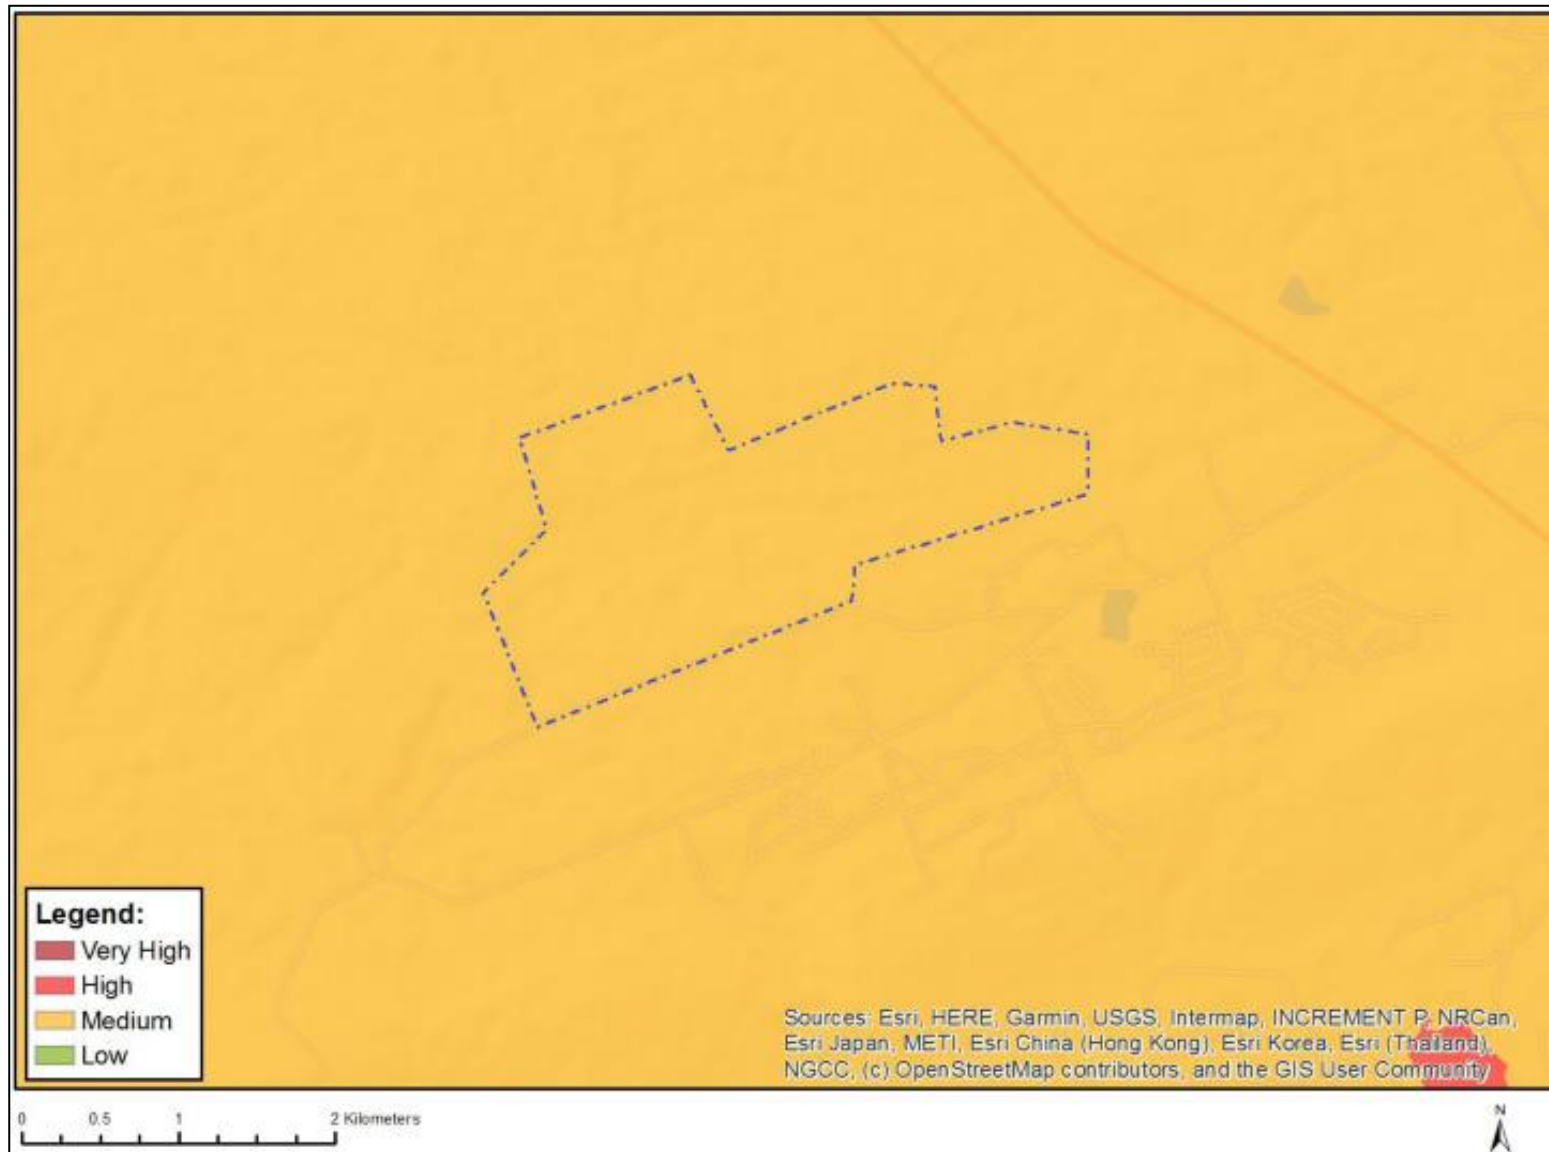 Legend:
Very High
High
Medium
Low
Sources: Esri, HERE, Garmin, USGS, Intermap, INCREMENT P, NRCan,
Esri Japan, METI, Esri China (Hong Kong), Esri Korea, Esri (Thailand),
NGCC, (c) OpenStreetMap contributors, and the GIS User Community
0 0.5 1 2 Kilometers
N